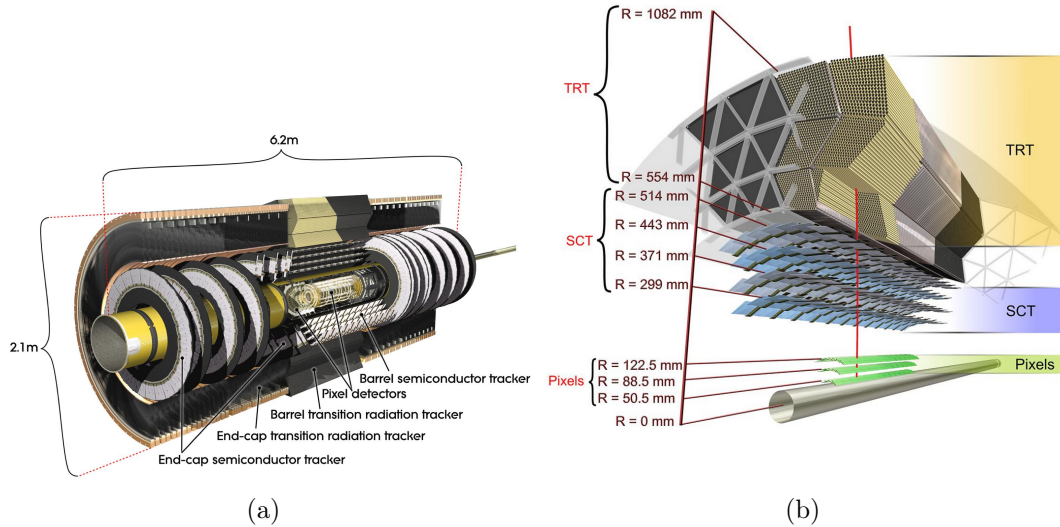 6.2m
2.1m
Barrel semiconductor tracker
Pixel detectors
Barrel transition radiation tracker
End-cap transition radiation tracker
End-cap semiconductor tracker
(a)
R = 1082 mm
TRT
R = 554 mm
R = 514 mm
R = 443 mm
SCT
R = 371 mm
R = 299 mm
Pixels
R = 122.5 mm
R = 88.5 mm
R = 50.5 mm
R = 0 mm
TRT
SCT
Pixels
(b)